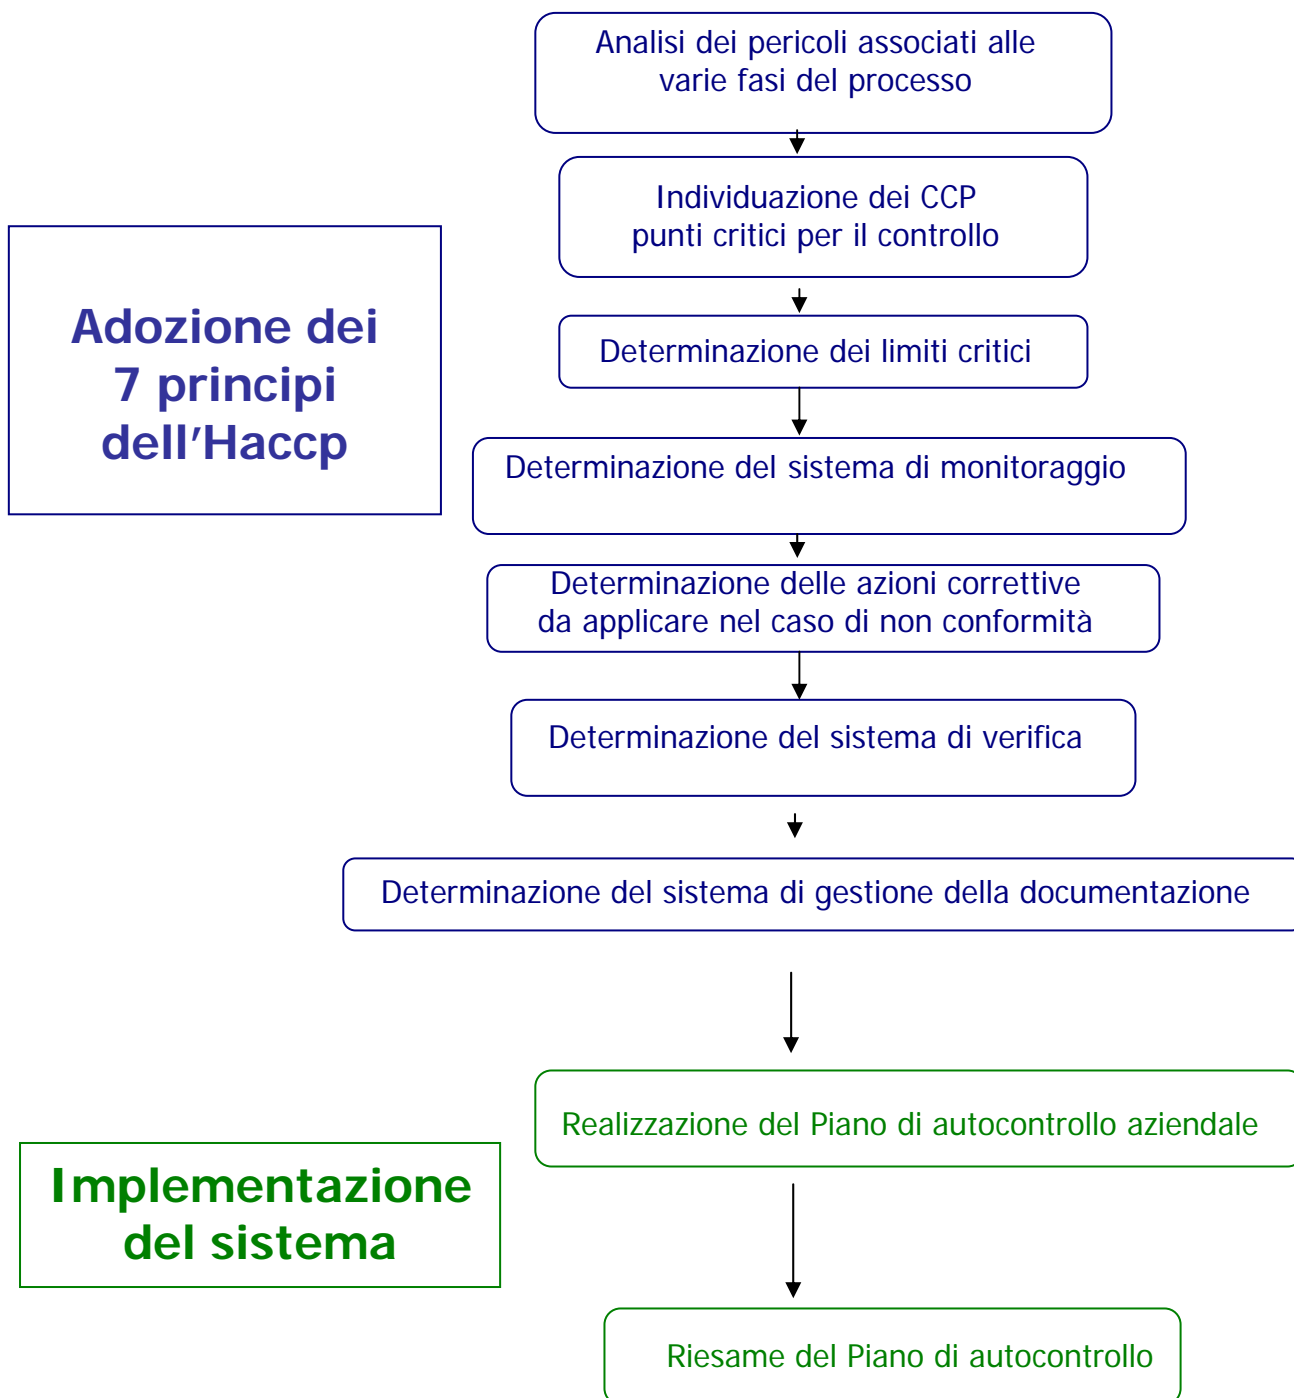 Analisi dei pericoli associati alle
varie fasi del processo
Individuazione dei CCP
punti critici per il controllo
Adozione dei
7 principi
dell'Haccp
Determinazione dei limiti critici
Determinazione del sistema di monitoraggio
Determinazione delle azioni correttive
da applicare nel caso di non conformità
Determinazione del sistema di verifica
Determinazione del sistema di gestione della documentazione
Realizzazione del Piano di autocontrollo aziendale
Implementazione
del sistema
Riesame del Piano di autocontrollo